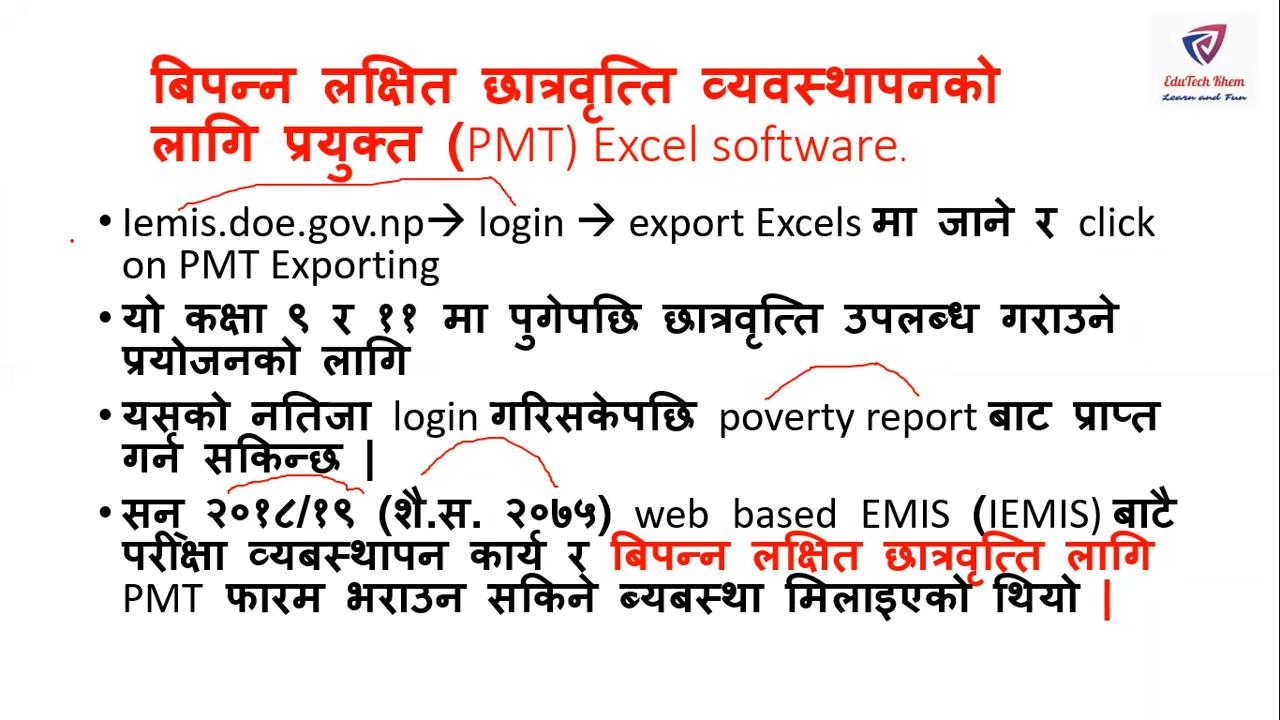 बिपन्न लक्षित छात्रवृत्ति व्यवस्थापनको
लागि प्रयुक्त (PMT) Excel software.
EduTech Khem
Learn and Fun
• Iemis.doe.gov.np→ login → export Excels मा जाने र click
on PMT Exporting
• यो कक्षा ९ र ११ मा पुगेपछि छात्रवृत्ति उपलब्ध गराउने
प्रयोजनको लागि
• यसको नतिजा login गरिसकेपछि poverty report बाट प्राप्त
गर्न सकिन्छ |
• सन् २०१८/१९ (शै.स. २०७५) web based EMIS (IEMIS) बाटै
परीक्षा व्यबस्थापन कार्य र बिपन्न लक्षित छात्रवृत्ति लागि
PMT फारम भराउन सकिने ब्यबस्था मिलाइएको थियो |